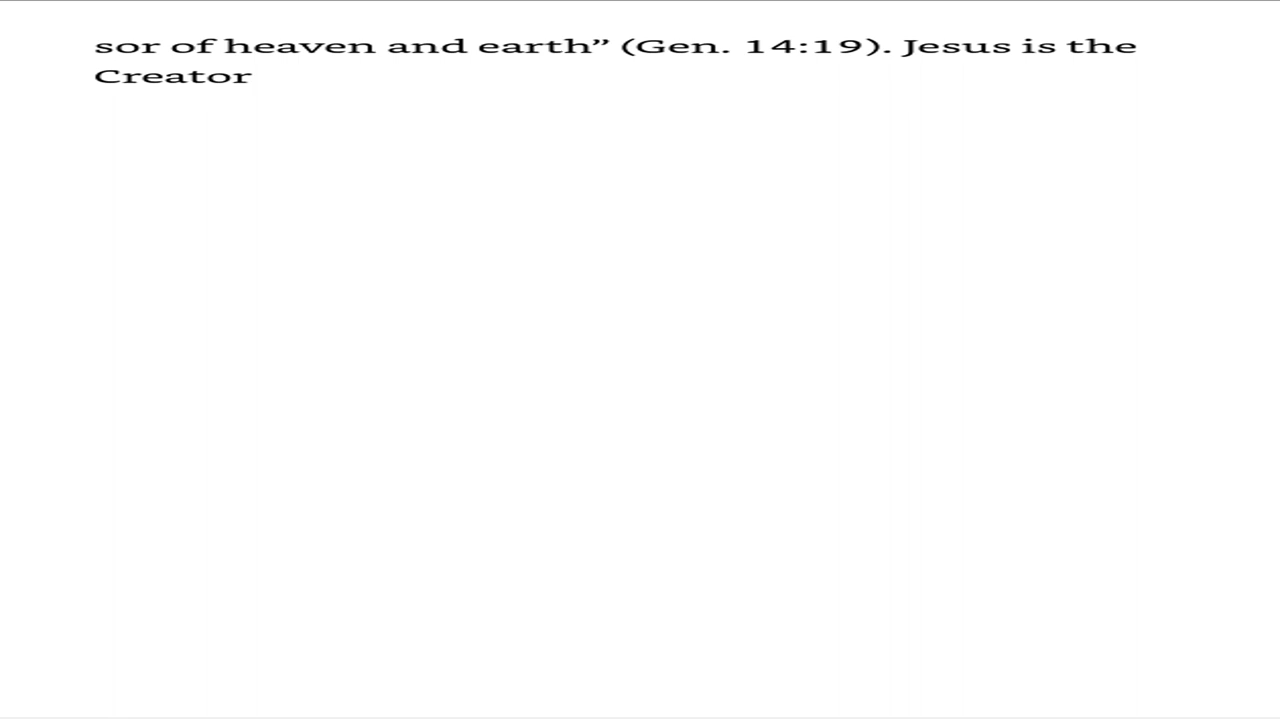 sor of heaven and earth” (Gen. 14:19). Jesus is the
Creator